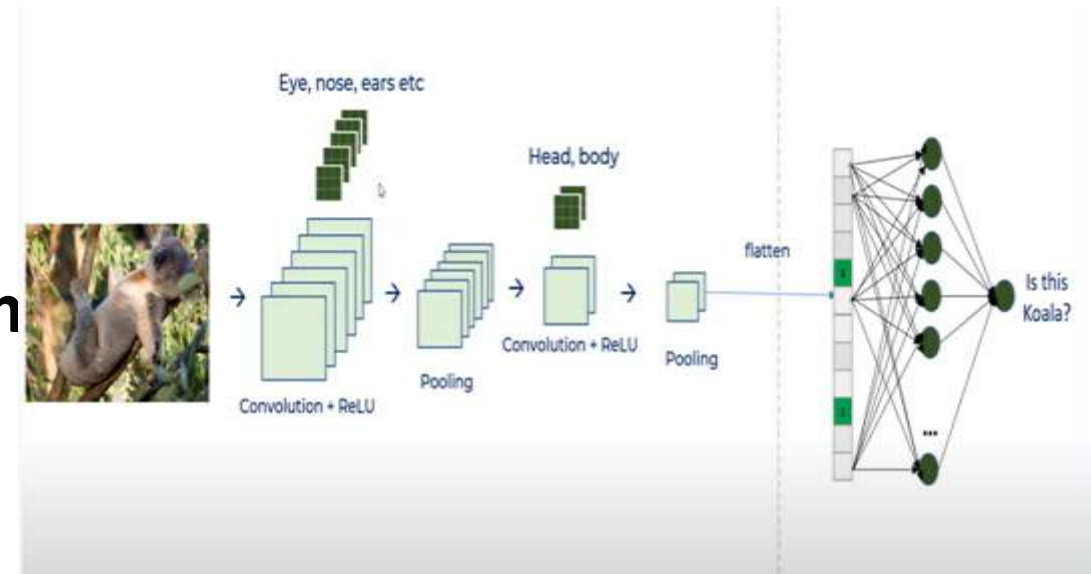 Eye, nose, ears etc
Head, body
flatten
n
Is this
Koala?
Convolution + ReLU
Pooling
Convolution + ReLU
Pooling
...